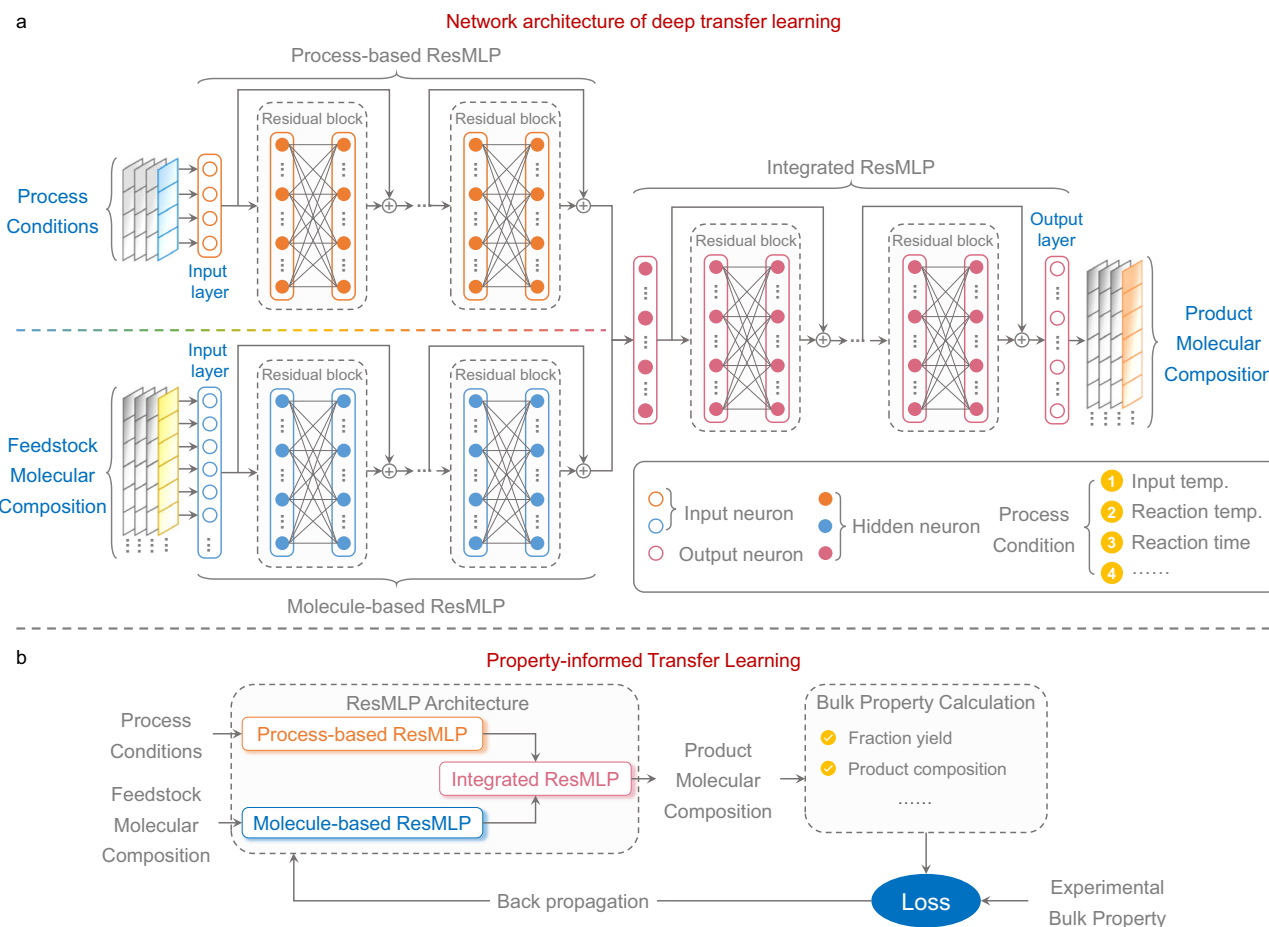 a
Network architecture of deep transfer learning
Process-based ResMLP
Residual block
Residual block
Process
Conditions
Input
layer
Integrated ResMLP
Residual block
Residual block
Output
layer
Product
Molecular
Composition
Input
layer
Residual block
Residual block
Feedstock
Molecular
Composition
Molecule-based ResMLP
Input neuron
Output neuron
Hidden neuron
Process
Condition
1 Input temp.
2 Reaction temp.
3 Reaction time
4 ······
b
Property-informed Transfer Learning
ResMLP Architecture
Process
Conditions
Process-based ResMLP
Integrated ResMLP
Feedstock
Molecular
Composition
Molecule-based ResMLP
Product
Molecular
Composition
Bulk Property Calculation
Fraction yield
Product composition
······
Back propagation
Loss
Experimental
Bulk Property